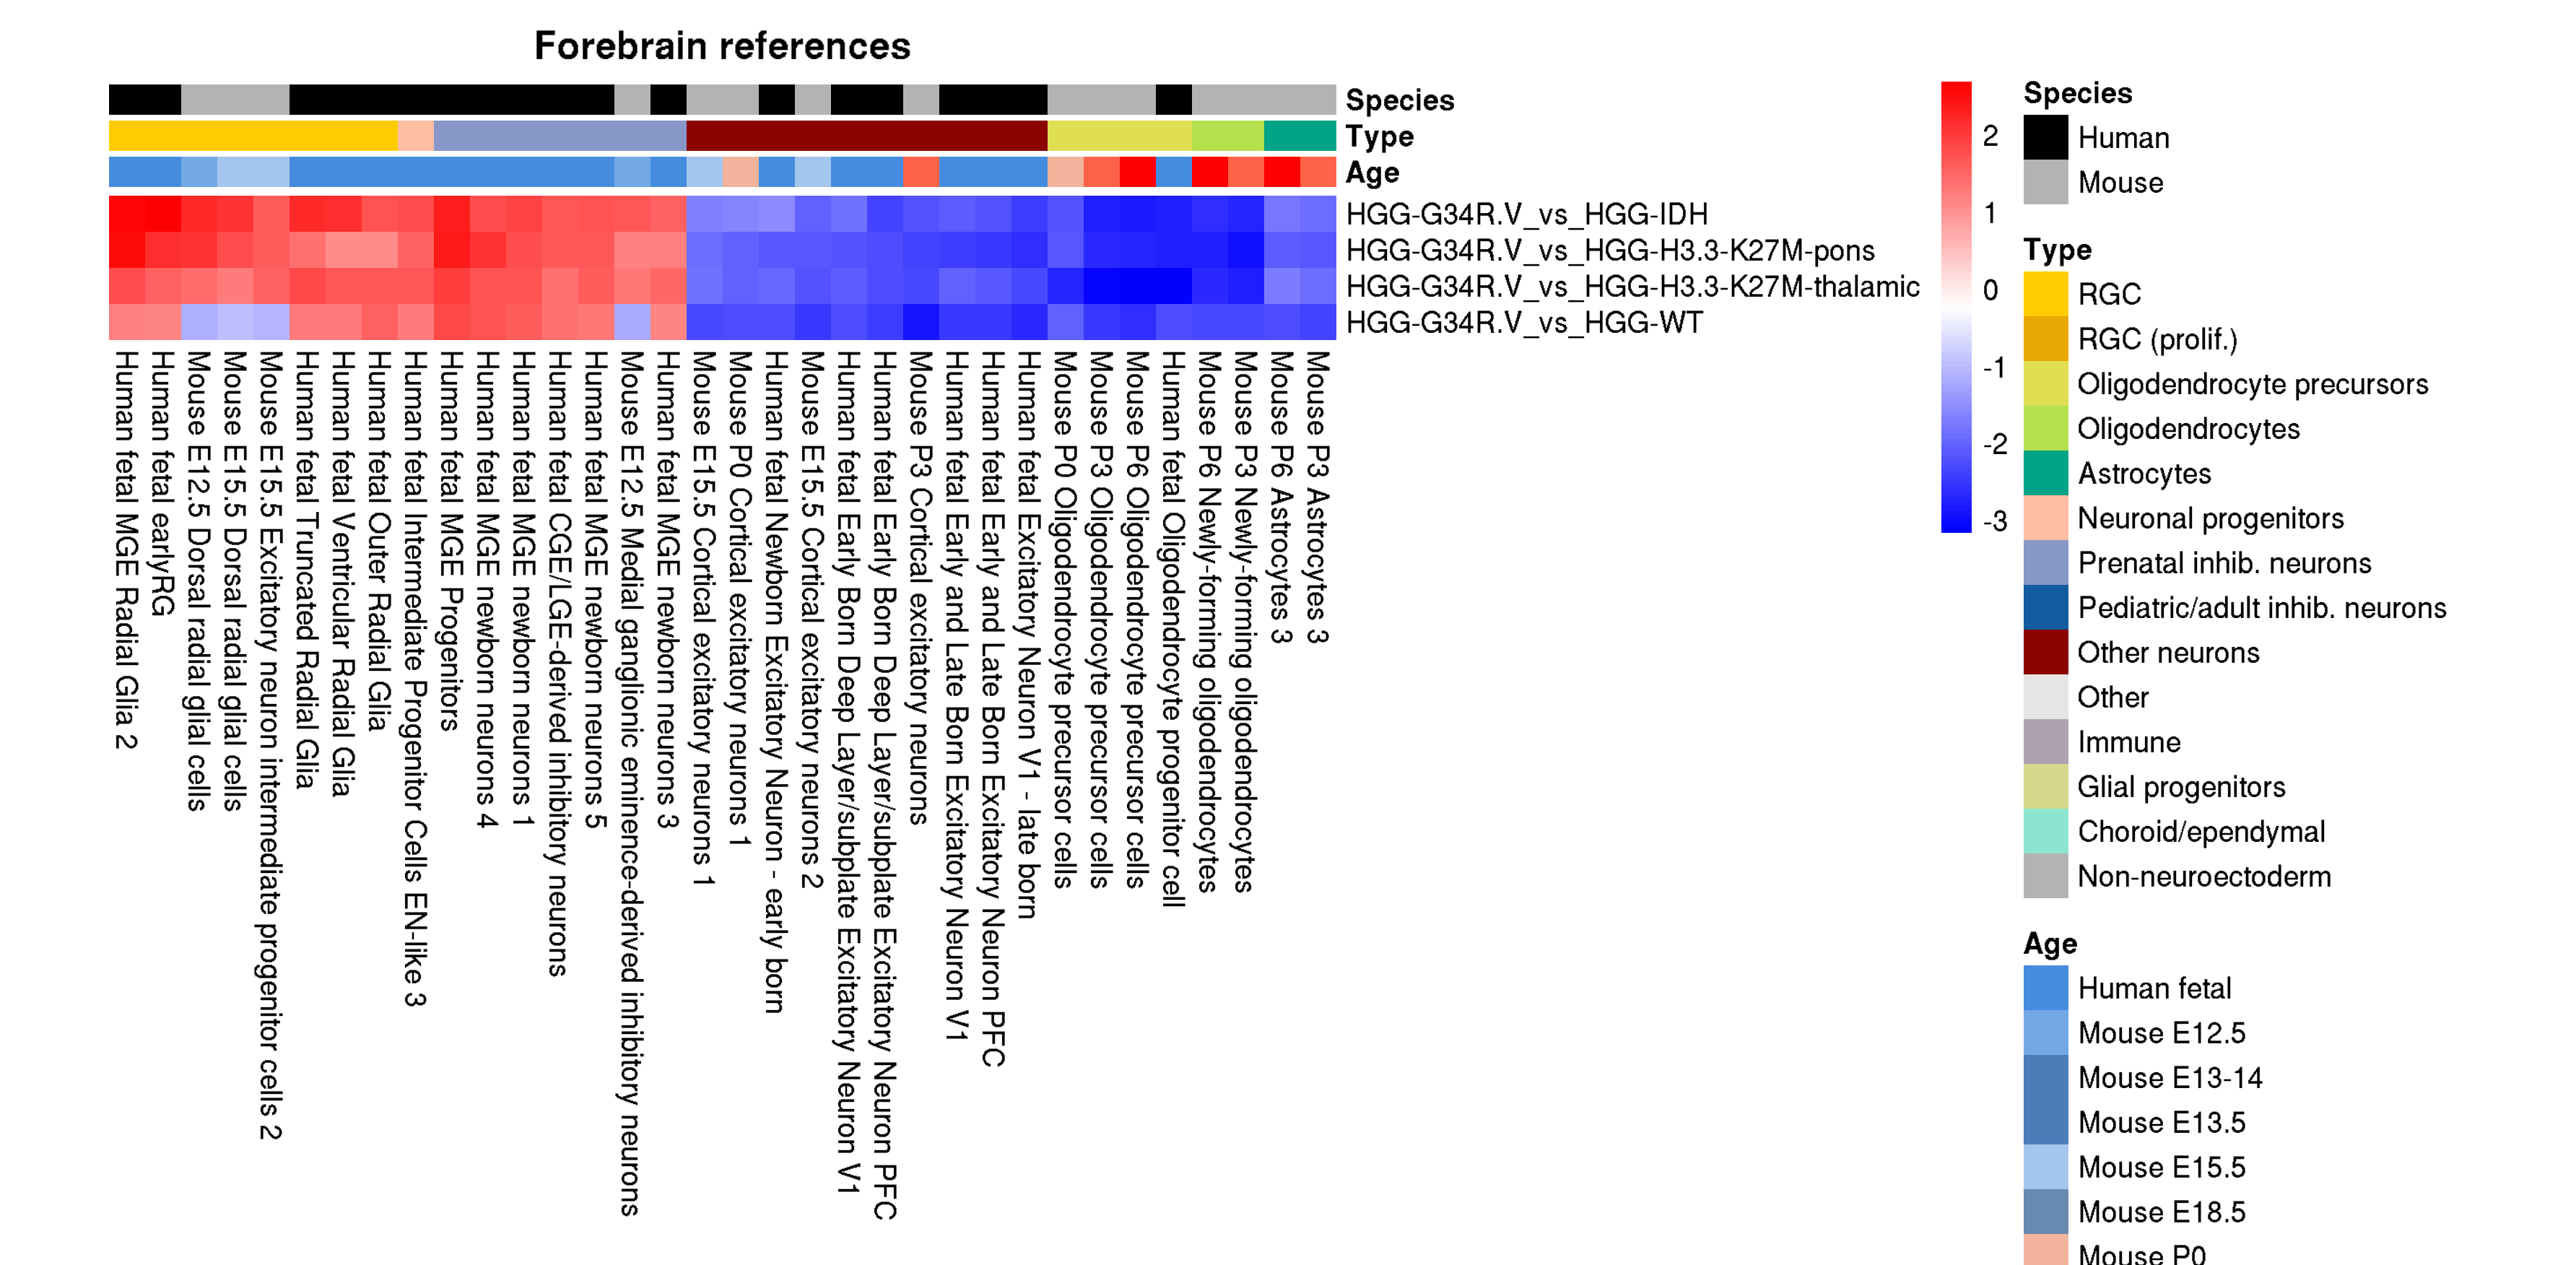 Forebrain references
Species
Type
Age
HGG-G34R.V_vs_HGG-IDH
HGG-G34R.V_vs_HGG-H3.3-K27M-pons
HGG-G34R.V_vs_HGG-H3.3-K27M-thalamic
HGG-G34R.V_vs_HGG-WT
Human fetal MGE Radial Glia 2
Human fetal earlyRG
Mouse E12.5 Dorsal radial glial cells
Mouse E15.5 Dorsal radial glial cells
Mouse E15.5 Excitatory neuron intermediate progenitor cells 2
Human fetal Truncated Radial Glia
Human fetal Ventricular Radial Glia
Human fetal Outer Radial Glia
Human fetal Intermediate Progenitor Cells EN-like 3
Human fetal MGE Progenitors
Human fetal MGE newborn neurons 4
Human fetal MGE newborn neurons 1
Human fetal CGE/LGE-derived inhibitory neurons
Human fetal MGE newborn neurons 5
Mouse E12.5 Medial ganglionic eminence-derived inhibitory neurons
Human fetal MGE newborn neurons 3
Mouse E15.5 Cortical excitatory neurons 1
Mouse P0 Cortical excitatory neurons 1
Human fetal Newborn Excitatory Neuron - early born
Mouse E15.5 Cortical excitatory neurons 2
Human fetal Early Born Deep Layer/subplate Excitatory Neuron V1
Human fetal Early Born Deep Layer/subplate Excitatory Neuron PFC
Mouse P3 Cortical excitatory neurons
Human fetal Early and Late Born Excitatory Neuron V1
Human fetal Early and Late Born Excitatory Neuron PFC
Human fetal Excitatory Neuron V1 - late born
Mouse P0 Oligodendrocyte precursor cells
Mouse P3 Oligodendrocyte precursor cells
Mouse P6 Oligodendrocyte precursor cells
Human fetal Oligodendrocyte progenitor cell
Mouse P6 Newly-forming oligodendrocytes
Mouse P3 Newly-forming oligodendrocytes
Mouse P6 Astrocytes 3
Mouse P3 Astrocytes 3
2
1
0
-1
-2
-3
Species
Human
Mouse
Type
RGC
RGC (prolif.)
Oligodendrocyte precursors
Oligodendrocytes
Astrocytes
Neuronal progenitors
Prenatal inhib. neurons
Pediatric/adult inhib. neurons
Other neurons
Other
Immune
Glial progenitors
Choroid/ependymal
Non-neuroectoderm
Age
Human fetal
Mouse E12.5
Mouse E13-14
Mouse E13.5
Mouse E15.5
Mouse E18.5
Mouse P0